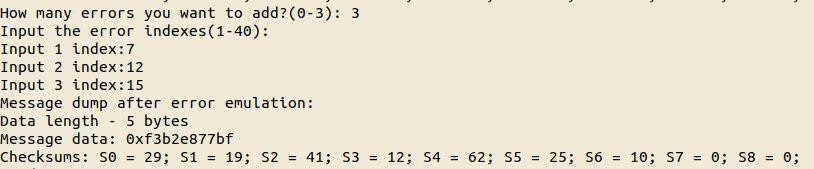 How many errors you want to add?(0-3): 3
Input the error indexes(1-40):
Input 1 index:7
Input 2 index:12
Input 3 index:15
Message dump after error emulation:
Data length - 5 bytes
Message data: 0xf3b2e877bf
Checksums: S0 = 29; S1 = 19; S2 = 41; S3 = 12; S4 = 62; S5 = 25; S6 = 10; S7 = 0; S8 = 0;